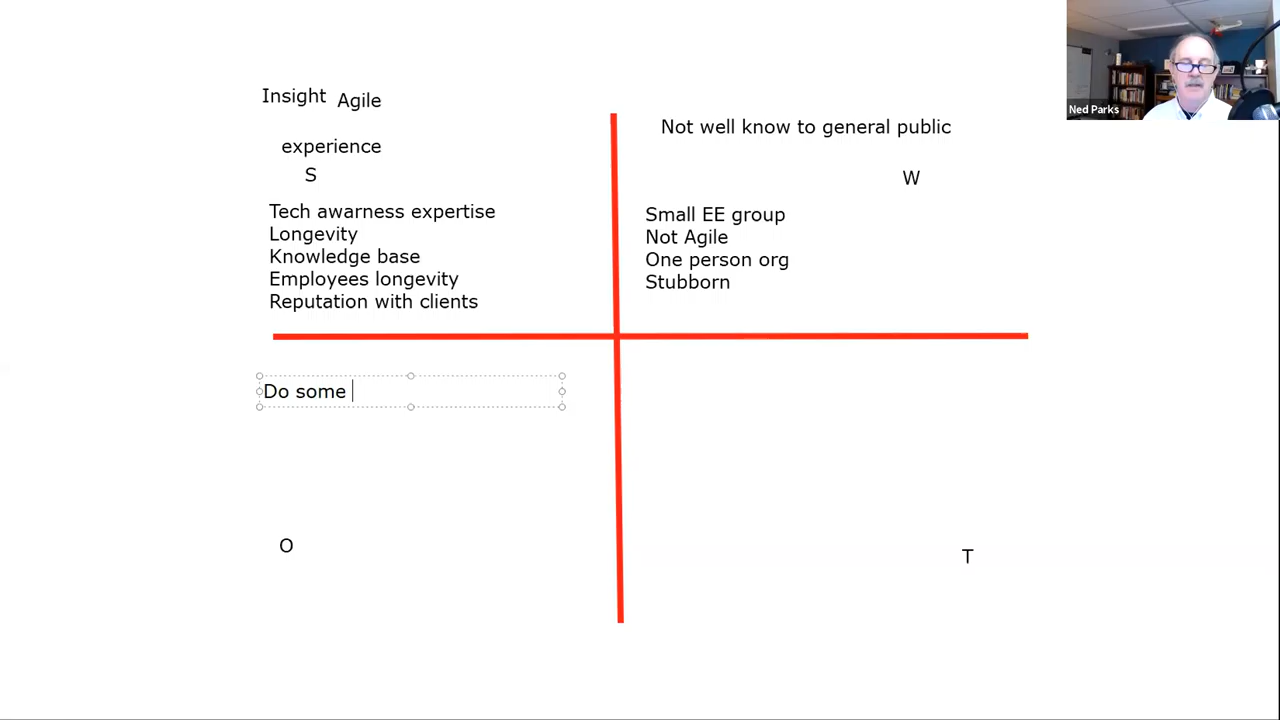 Ned Parks
Insight Agile
experience
S
Tech awarness expertise
Longevity
Knowledge base
Employees longevity
Reputation with clients
Not well know to general public
W
Small EE group
Not Agile
One person org
Stubborn
Do some
O
T